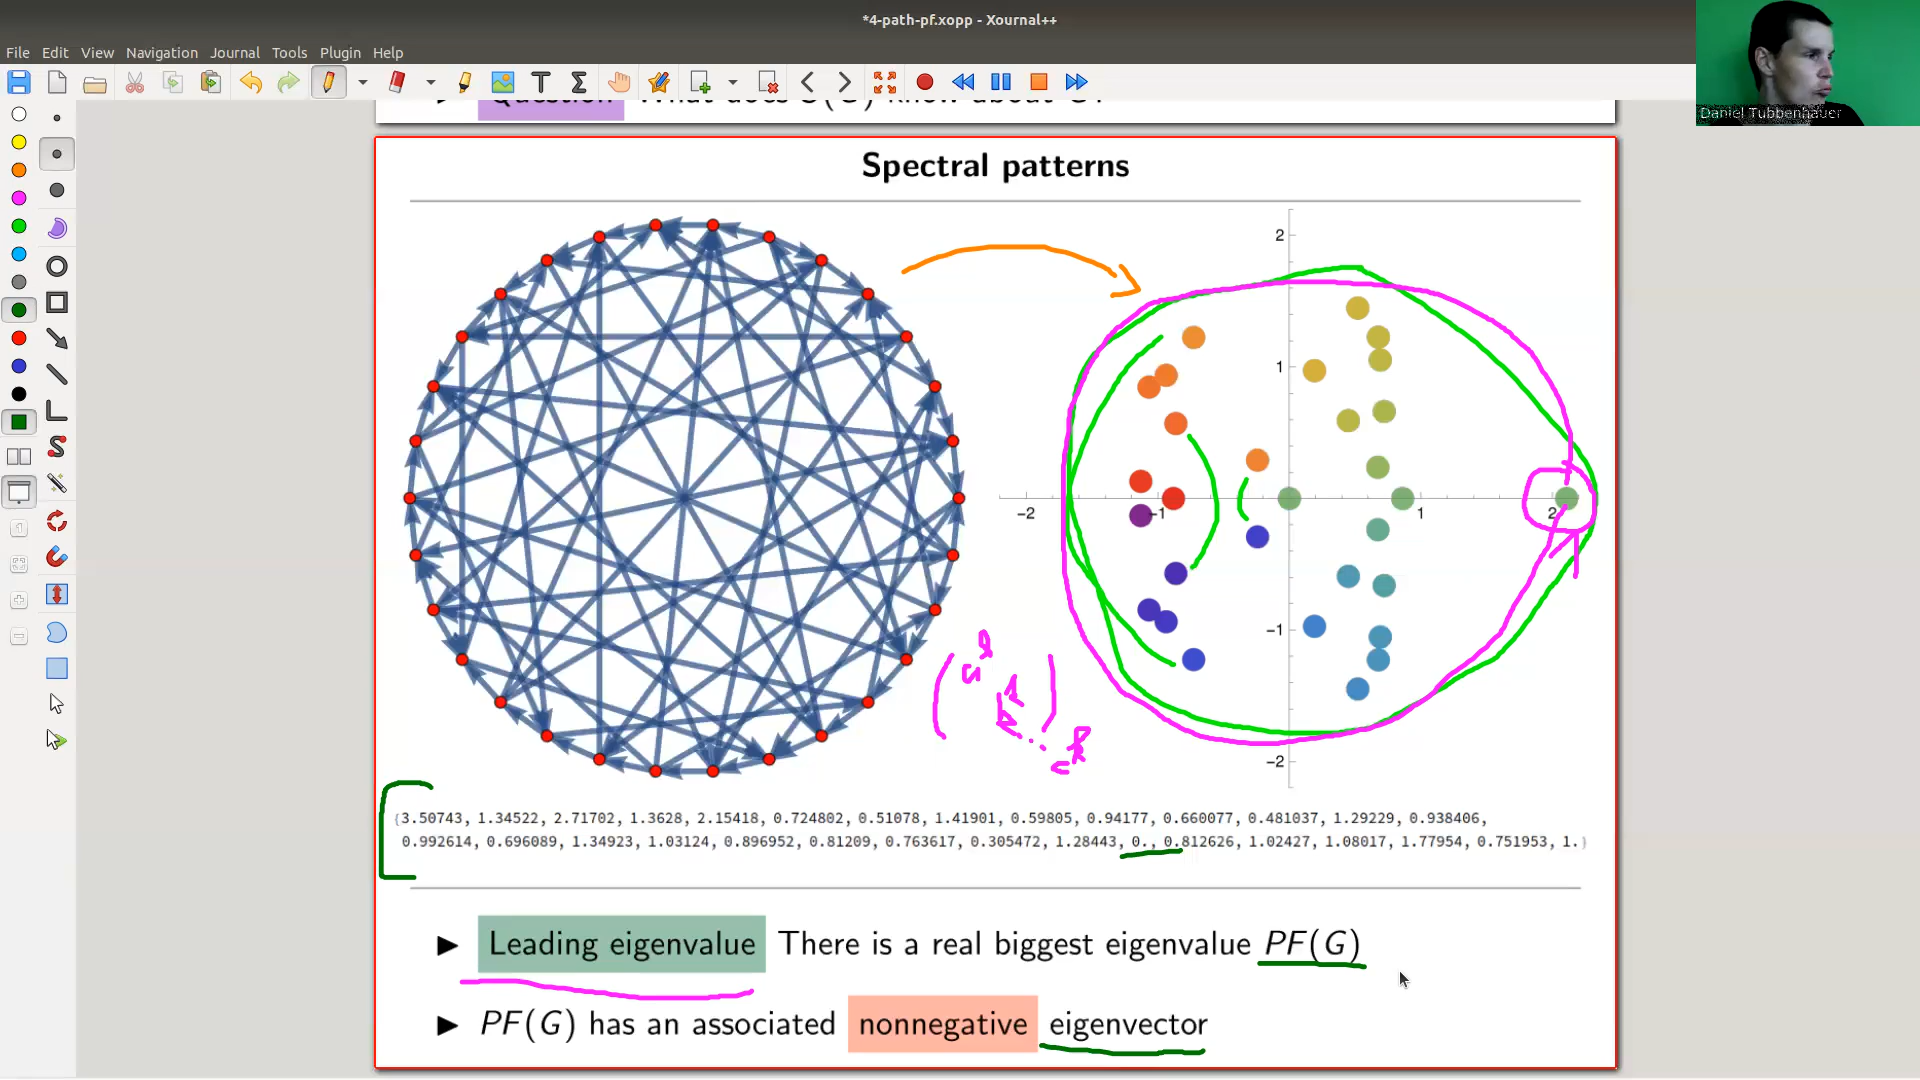 *4-path-pf.xopp - Xournal++
File Edit View Navigation Journal Tools Plugin Help
Daniel Tubbenhauer
Question What does S(G) know about G?
Spectral patterns
2
1
−2 −1 1 2
−1
−2
{3.50743, 1.34522, 2.71702, 1.3628, 2.15418, 0.724802, 0.51078, 1.41901, 0.59805, 0.94177, 0.660077, 0.481037, 1.29229, 0.938406,
0.992614, 0.696089, 1.34923, 1.03124, 0.896952, 0.81209, 0.763617, 0.305472, 1.28443, 0., 0.812626, 1.02427, 1.08017, 1.77954, 0.751953, 1.}
► Leading eigenvalue There is a real biggest eigenvalue PF(G)
► PF(G) has an associated nonnegative eigenvector